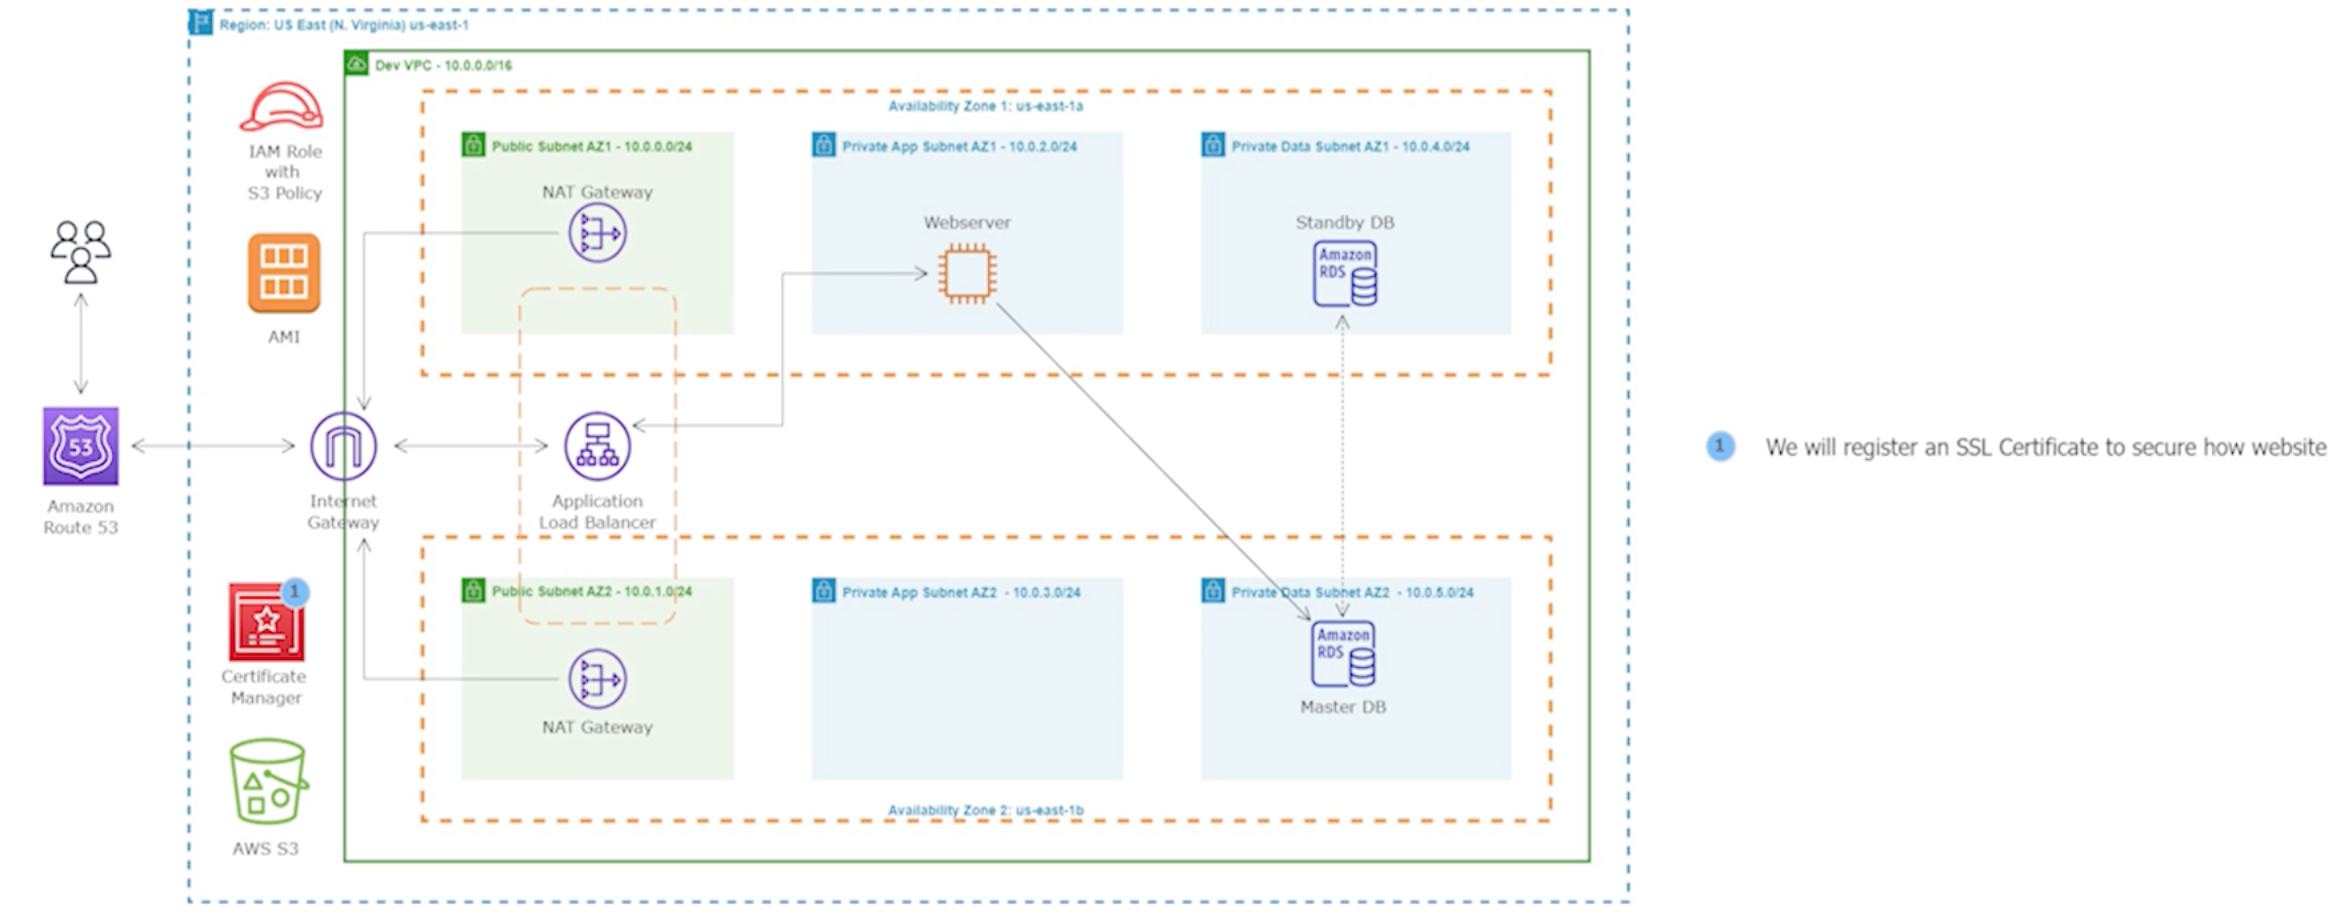 Region: US East (N. Virginia) us-east-1
Dev VPC - 10.0.0.0/16
Availability Zone 1: us-east-1a
IAM Role
with
S3 Policy
AMI
Public Subnet AZ1 - 10.0.0.0/24
NAT Gateway
Private App Subnet AZ1 - 10.0.2.0/24
Webserver
Private Data Subnet AZ1 - 10.0.4.0/24
Standby DB
Amazon
RDS
53
Amazon
Route 53
Internet
Gateway
Application
Load Balancer
1 We will register an SSL Certificate to secure how website
1
Certificate
Manager
AWS S3
Public Subnet AZ2 - 10.0.1.0/24
NAT Gateway
Private App Subnet AZ2 - 10.0.3.0/24
Private Data Subnet AZ2 - 10.0.5.0/24
Amazon
RDS
Master DB
Availability Zone 2: us-east-1b